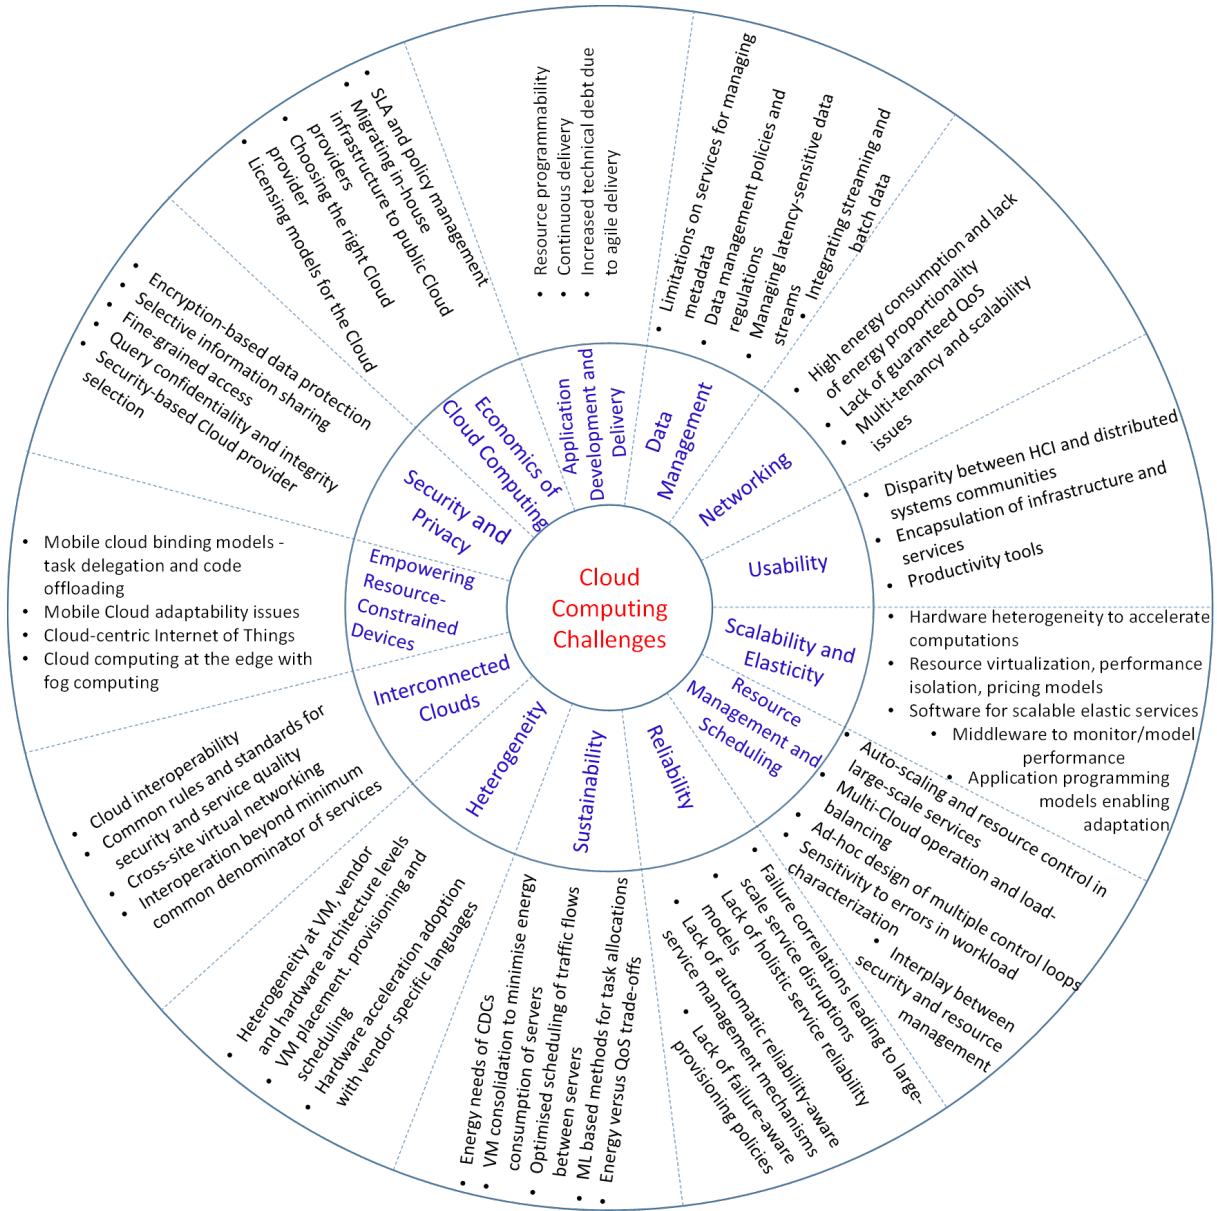 Cloud
Computing
Challenges
Application
Development and
Delivery
Resource programmability
Continuous delivery
Increased technical debt due
to agile delivery
Data
Management
Limitations on services for managing
metadata
Data management policies and
regulations
Managing latency-sensitive data
streams
Integrating streaming and
batch data
Networking
High energy consumption and lack
of energy proportionality
Lack of guaranteed QoS
Multi-tenancy and scalability
issues
Usability
Disparity between HCI and distributed
systems communities
Encapsulation of infrastructure and
services
Productivity tools
Scalability and
Elasticity
Hardware heterogeneity to accelerate
computations
Resource virtualization, performance
isolation, pricing models
Software for scalable elastic services
Middleware to monitor/model
performance
Application programming
models enabling
adaptation
Resource
Management and
Scheduling
Auto-scaling and resource control in
large-scale services
Multi-Cloud operation and load-
balancing
Ad-hoc design of multiple control loops
Sensitivity to errors in workload
characterization
Interplay between
security and resource
management
Reliability
Failure correlations leading to large-
scale service disruptions
Lack of holistic service reliability
models
Lack of automatic reliability-aware
service management mechanisms
Lack of failure-aware
provisioning policies
Sustainability
Energy needs of CDCs
VM consolidation to minimise energy
consumption of servers
Optimised scheduling of traffic flows
between servers
ML based methods for task allocations
Energy versus QoS trade-offs
Heterogeneity
Heterogeneity at VM, vendor
and hardware architecture levels
VM placement. provisioning and
scheduling
Hardware acceleration adoption
with vendor specific languages
Interconnected
Clouds
Cloud interoperability
Common rules and standards for
security and service quality
Cross-site virtual networking
Interoperation beyond minimum
common denominator of services
Empowering
Resource-
Constrained
Devices
Mobile cloud binding models -
task delegation and code
offloading
Mobile Cloud adaptability issues
Cloud-centric Internet of Things
Cloud computing at the edge with
fog computing
Security and
Privacy
Encryption-based data protection
Selective information sharing
Fine-grained access
Query confidentiality and integrity
Security-based Cloud provider
selection
Economics of
Cloud Computing
SLA and policy management
Migrating in-house
infrastructure to public Cloud
providers
Choosing the right Cloud
provider
Licensing models for the Cloud